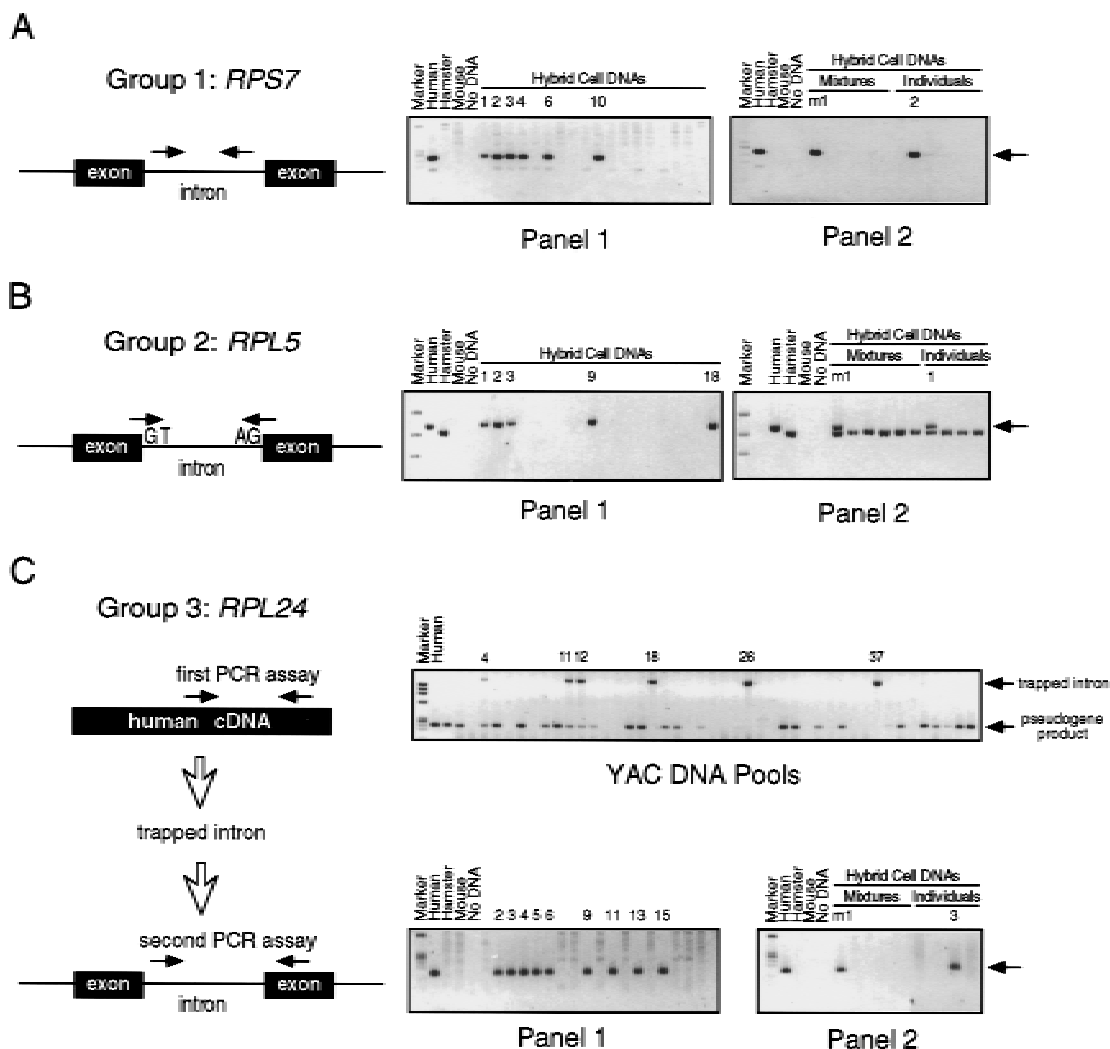 A
Group 1: RPS7
exon
exon
intron
Marker
Human
Hamster
Mouse
No DNA
Hybrid Cell DNAs
1 2 3 4 6 10
Panel 1
Marker
Human
Hamster
Mouse
No DNA
Hybrid Cell DNAs
Mixtures Individuals
m1 2
Panel 2
B
Group 2: RPL5
GT AG
exon
exon
intron
Marker
Human
Hamster
Mouse
No DNA
Hybrid Cell DNAs
1 2 3 9 18
Panel 1
Marker
Human
Hamster
Mouse
No DNA
Hybrid Cell DNAs
Mixtures Individuals
m1 1
Panel 2
C
Group 3: RPL24
first PCR assay
human cDNA
trapped intron
second PCR assay
exon
exon
intron
Marker
Human
4 11 12 18 26 37
trapped intron
pseudogene
product
YAC DNA Pools
Marker
Human
Hamster
Mouse
No DNA
2 3 4 5 6 9 11 13 15
Panel 1
Marker
Human
Hamster
Mouse
No DNA
Hybrid Cell DNAs
Mixtures Individuals
m1 3
Panel 2